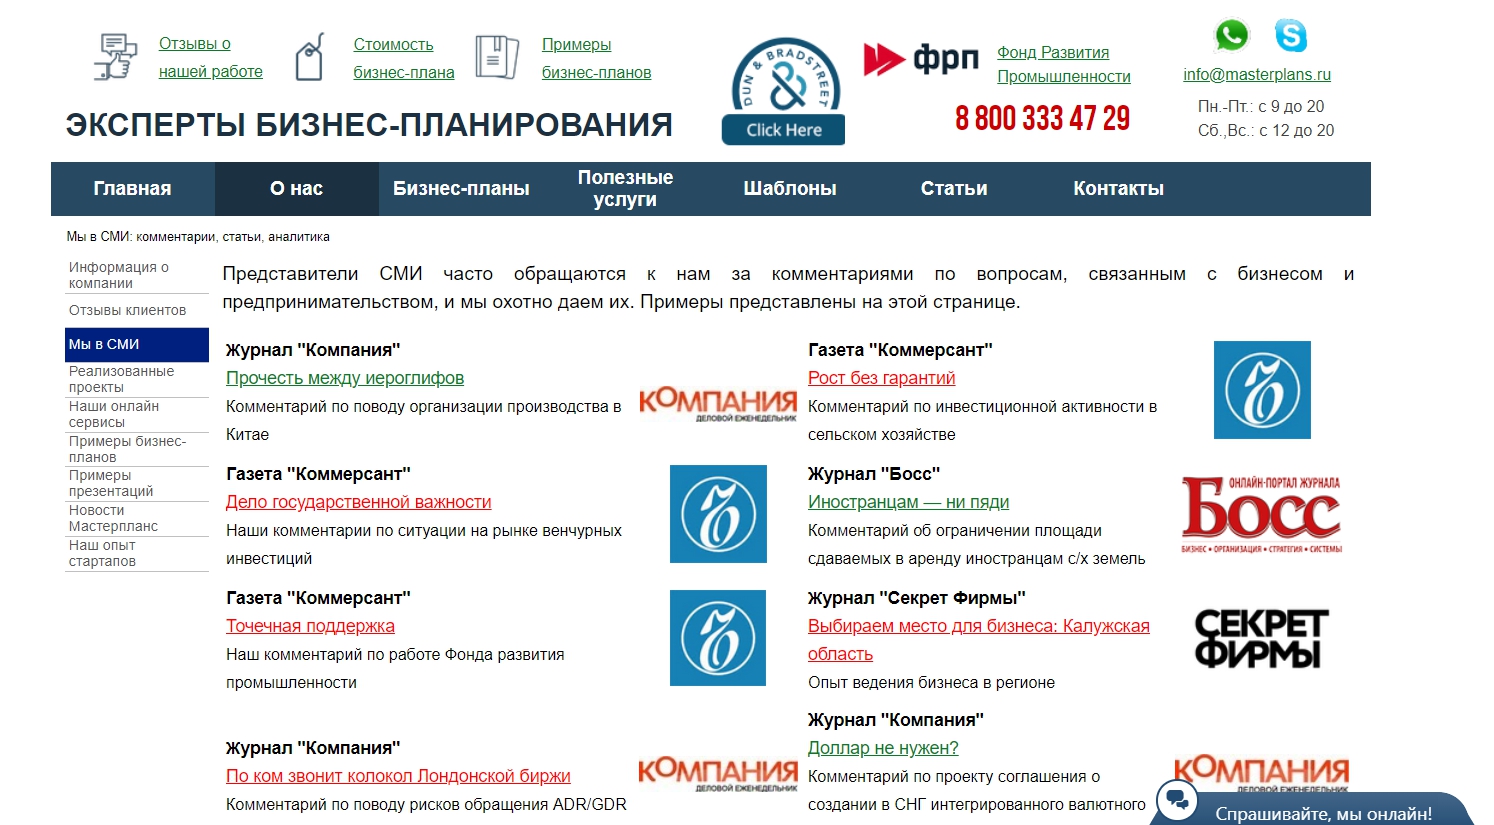 Отзывы о
нашей работе
Стоимость
бизнес-плана
Примеры
бизнес-планов
DUN & BRADSTREET
&
Click Here
фрп
Фонд Развития
Промышленности
8 800 333 47 29
info@masterplans.ru
Пн.-Пт.: с 9 до 20
Сб.,Вс.: с 12 до 20
ЭКСПЕРТЫ БИЗНЕС-ПЛАНИРОВАНИЯ
Главная
О нас
Бизнес-планы
Полезные
услуги
Шаблоны
Статьи
Контакты
Мы в СМИ: комментарии, статьи, аналитика
Информация о
компании
Отзывы клиентов
Мы в СМИ
Реализованные
проекты
Наши онлайн
сервисы
Примеры бизнес-
планов
Примеры
презентаций
Новости
Мастерпланс
Наш опыт
стартапов
Представители СМИ часто обращаются к нам за комментариями по вопросам, связанным с бизнесом и
предпринимательством, и мы охотно даем их. Примеры представлены на этой странице.
Журнал "Компания"
Прочесть между иероглифов
Комментарий по поводу организации производства в
Китае
КОМПАНИЯ
ДЕЛОВОЙ ЕЖЕНЕДЕЛЬНИК
Газета "Коммерсант"
Рост без гарантий
Комментарий по инвестиционной активности в
сельском хозяйстве
Газета "Коммерсант"
Дело государственной важности
Наши комментарии по ситуации на рынке венчурных
инвестиций
Журнал "Босс"
Иностранцам — ни пяди
Комментарий об ограничении площади
сдаваемых в аренду иностранцам с/х земель
ОНЛАЙН-ПОРТАЛ ЖУРНАЛА
БОСС
БИЗНЕС • ОРГАНИЗАЦИЯ • СТРАТЕГИЯ • СИСТЕМЫ
Газета "Коммерсант"
Точечная поддержка
Наш комментарий по работе Фонда развития
промышленности
Журнал "Секрет Фирмы"
Выбираем место для бизнеса: Калужская
область
Опыт ведения бизнеса в регионе
СЕКРЕТ
ФИРМЫ
Журнал "Компания"
По ком звонит колокол Лондонской биржи
Комментарий по поводу рисков обращения ADR/GDR
КОМПАНИЯ
ДЕЛОВОЙ ЕЖЕНЕДЕЛЬНИК
Журнал "Компания"
Доллар не нужен?
Комментарий по проекту соглашения о
создании в СНГ интегрированного валютного
КОМПАНИЯ
ДЕЛОВОЙ ЕЖЕНЕДЕЛЬНИК
Спрашивайте, мы онлайн!